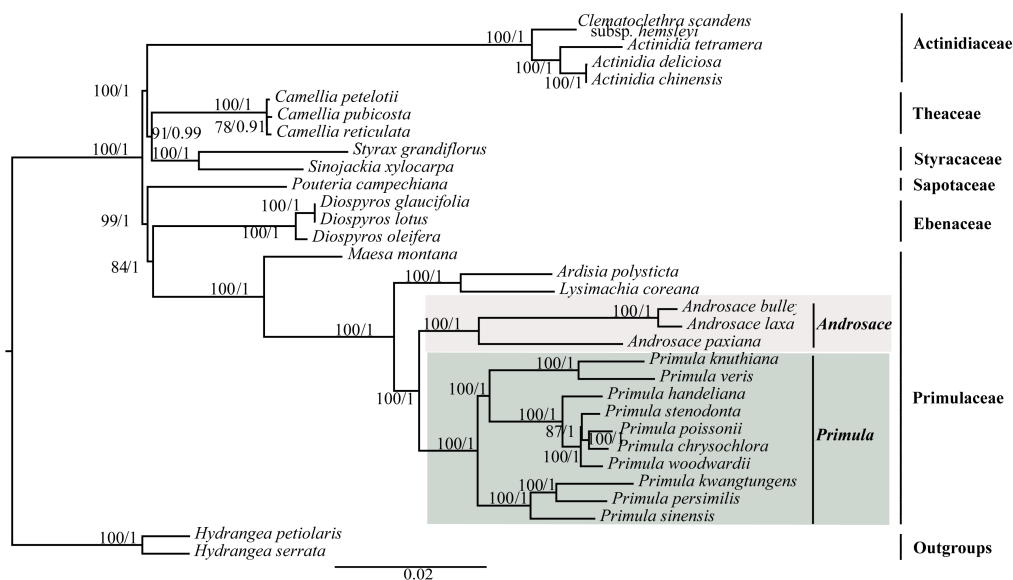 Clematoclethra scandens
subsp. hemsleyi
100/1
Actinidia tetramera
Actinidiaceae
100/1
Actinidia deliciosa
100/1
Actinidia chinensis
100/1
Camellia petelotii
100/1
Camellia pubicosta
Theaceae
91/0.99
78/0.91
Camellia reticulata
100/1
100/1
Styrax grandiflorus
Styracaceae
Sinojackia xylocarpa
Pouteria campechiana
Sapotaceae
99/1
100/1
Diospyros glaucifolia
Diospyros lotus
Ebenaceae
100/1
Diospyros oleifera
84/1
Maesa montana
100/1
100/1
Ardisia polysticta
Lysimachia coreana
100/1
Androsace bulley
100/1
100/1
Androsace laxa
Androsace
Androsace paxiana
100/1
Primula knuthiana
Primula veris
100/1
100/1
Primula handeliana
Primulaceae
100/1
Primula stenodonta
87/1
Primula poissonii
Primula
100/1
100/1
Primula chrysochlora
100/1
Primula woodwardii
100/1
Primula kwangtungens
100/1
Primula persimilis
Primula sinensis
100/1
Hydrangea petiolaris
Hydrangea serrata
Outgroups
0.02